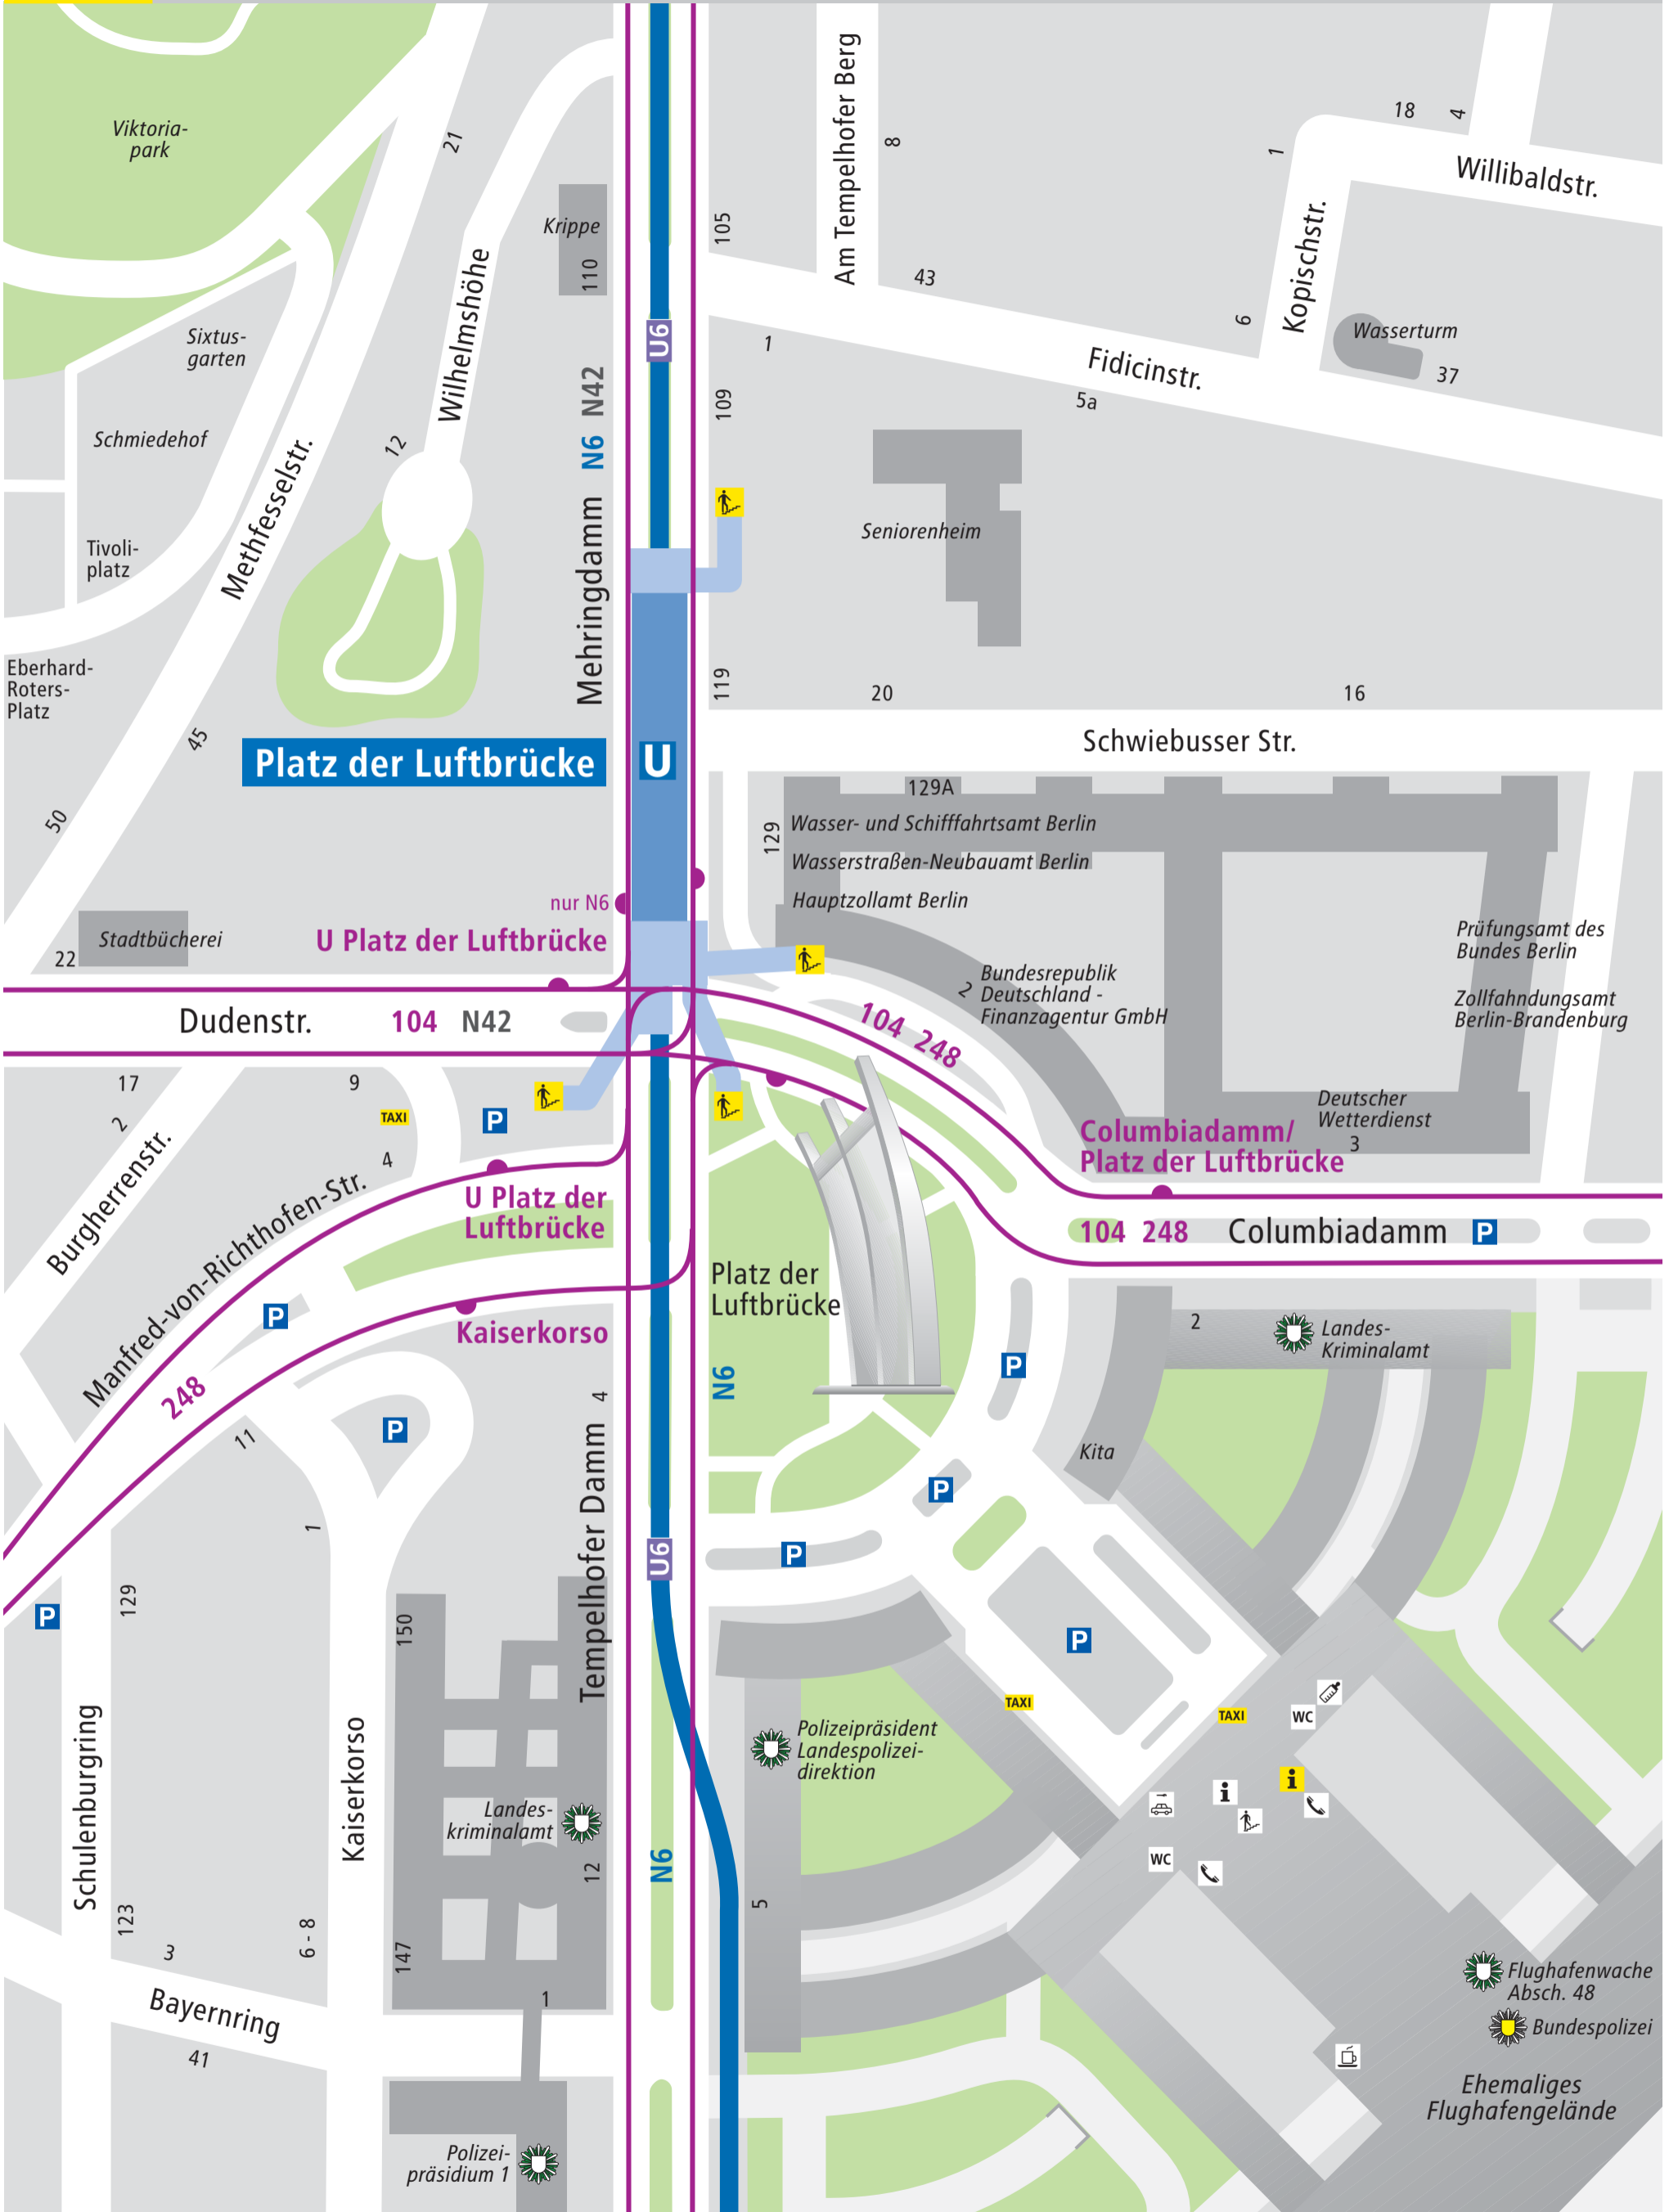 Viktoria-
park
21
Am Tempelhofer Berg
8
18
4
1
Willibaldstr.
Krippe
110
105
Kopischstr.
6
43
Wasserturm
37
Sixtus-
garten
Wilhelmshöhe
U6
1
Fidicinstr.
5a
Schmiedehof
12
Methfesselstr.
N6 N42
109
Tivoli-
platz
Mehringdamm
Seniorenheim
Eberhard-
Roters-
Platz
119
20
16
45
Schwiebusser Str.
Platz der Luftbrücke
U
50
129A
129
Wasser- und Schifffahrtsamt Berlin
Wasserstraßen-Neubauamt Berlin
Hauptzollamt Berlin
nur N6
U Platz der Luftbrücke
Stadtbücherei
22
Prüfungsamt des
Bundes Berlin
2
Bundesrepublik
Deutschland -
Finanzagentur GmbH
Zollfahndungsamt
Berlin-Brandenburg
Dudenstr.
104 N42
104 248
17
2
9
TAXI
P
4
Deutscher
Wetterdienst
3
Columbiadamm/
Platz der Luftbrücke
Burgherrenstr.
Manfred-von-Richthofen-Str.
U Platz der
Luftbrücke
104 248
Columbiadamm
P
Platz der
Luftbrücke
P
Kaiserkorso
2
Landes-
Kriminalamt
248
N6
P
4
11
P
Kita
P
1
Tempelhofer Damm
U6
P
129
P
150
P
TAXI
TAXI
WC
Schulenburgring
Kaiserkorso
Polizeipräsident
Landespolizei-
direktion
i
i
Landes-
kriminalamt
12
N6
WC
5
123
3
6 - 8
147
1
Bayernring
41
Flughafenwache
Absch. 48
Bundespolizei
Ehemaliges
Flughafengelände
Polizei-
präsidium 1